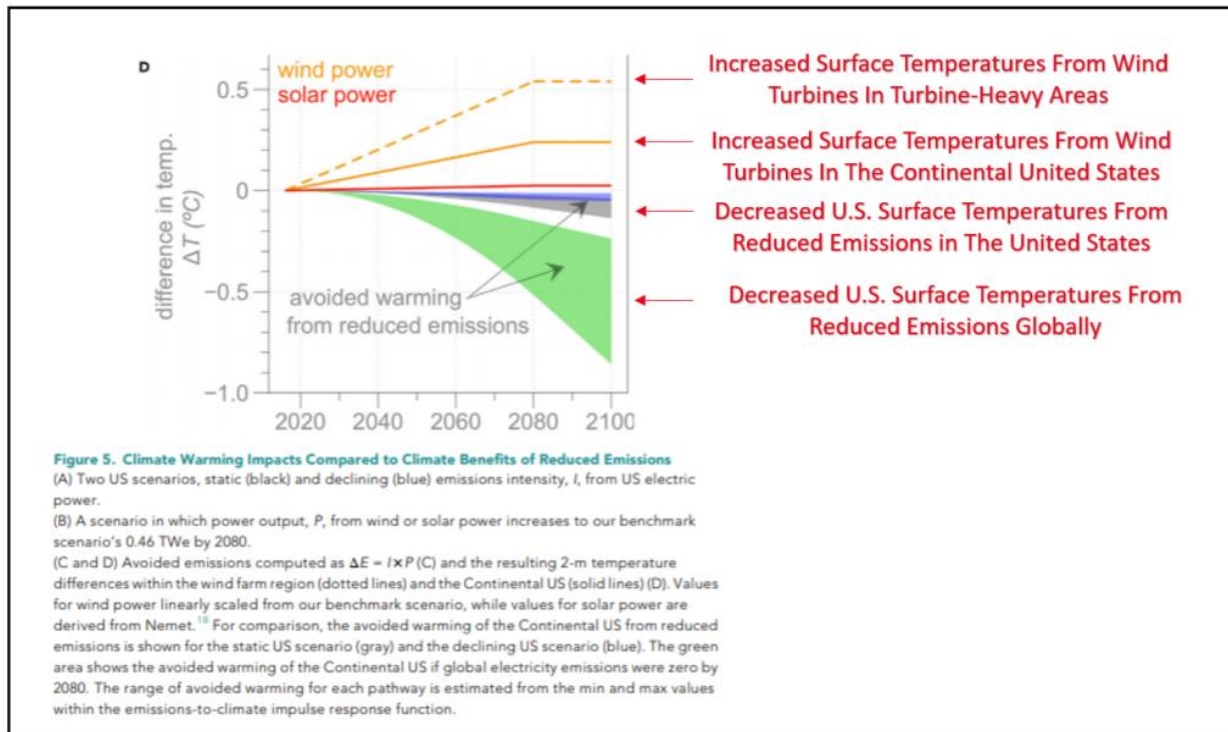 D
wind power
solar power
0.5
0
−0.5
−1.0
difference in temp.
ΔT (ºC)
avoided warming
from reduced emissions
2020 2040 2060 2080 2100
Increased Surface Temperatures From Wind
Turbines In Turbine-Heavy Areas
Increased Surface Temperatures From Wind
Turbines In The Continental United States
Decreased U.S. Surface Temperatures From
Reduced Emissions in The United States
Decreased U.S. Surface Temperatures From
Reduced Emissions Globally
Figure 5. Climate Warming Impacts Compared to Climate Benefits of Reduced Emissions
(A) Two US scenarios, static (black) and declining (blue) emissions intensity, I, from US electric
power.
(B) A scenario in which power output, P, from wind or solar power increases to our benchmark
scenario's 0.46 TWe by 2080.
(C and D) Avoided emissions computed as ΔE = I×P (C) and the resulting 2-m temperature
differences within the wind farm region (dotted lines) and the Continental US (solid lines) (D). Values
for wind power linearly scaled from our benchmark scenario, while values for solar power are
derived from Nemet.18 For comparison, the avoided warming of the Continental US from reduced
emissions is shown for the static US scenario (gray) and the declining US scenario (blue). The green
area shows the avoided warming of the Continental US if global electricity emissions were zero by
2080. The range of avoided warming for each pathway is estimated from the min and max values
within the emissions-to-climate impulse response function.